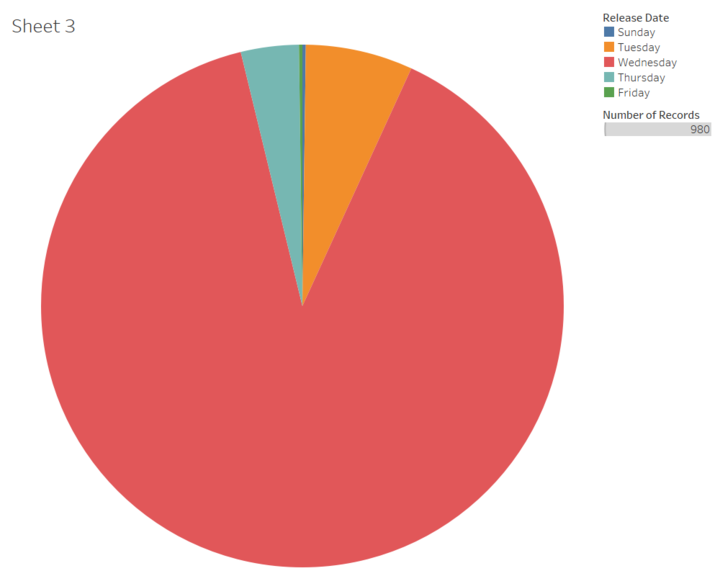 Sheet 3
Release Date
Sunday
Tuesday
Wednesday
Thursday
Friday
Number of Records
980